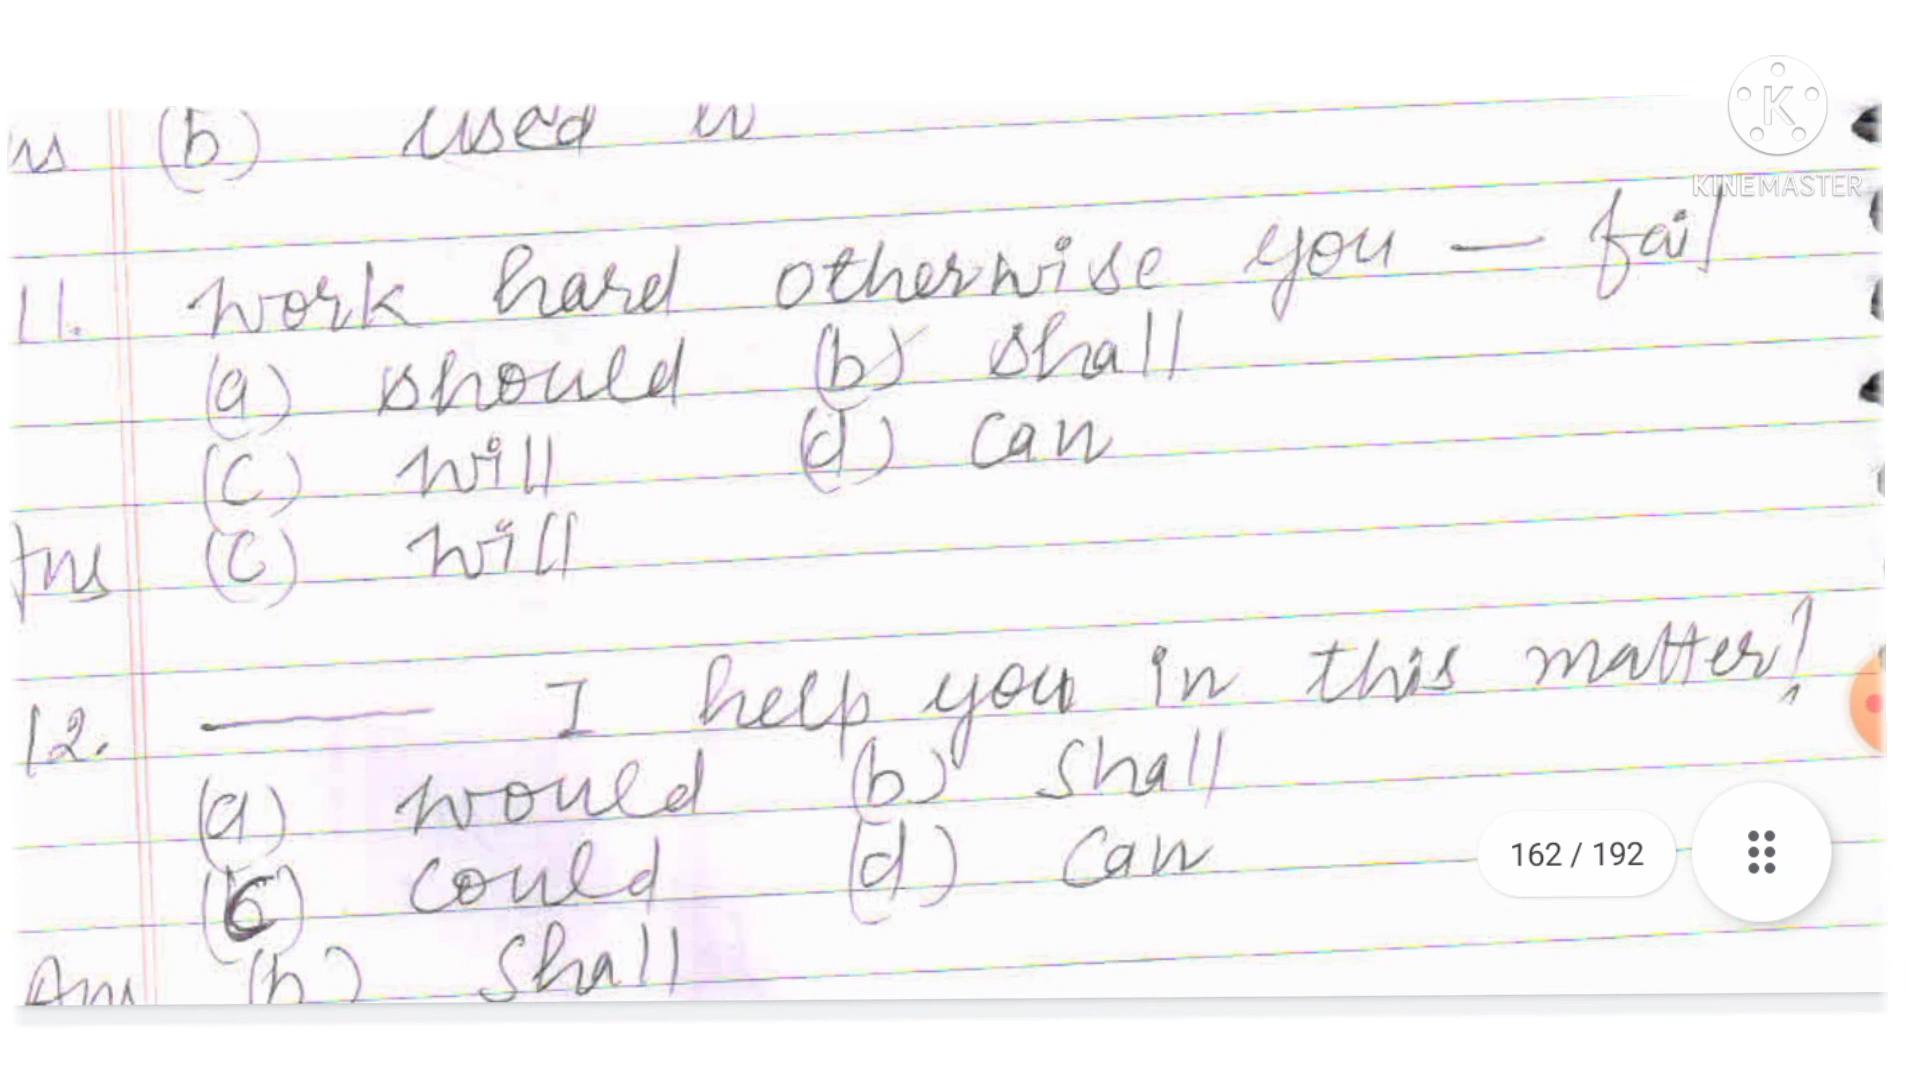 (b) used
KINEMASTER
11. work hard otherwise you — fail
(a) should (b) shall
(c) will (d) can
Ans (c) will
12. —— I help you in this matter?
(a) would (b) shall
(c) could (d) can
162 / 192
Ans (b) shall